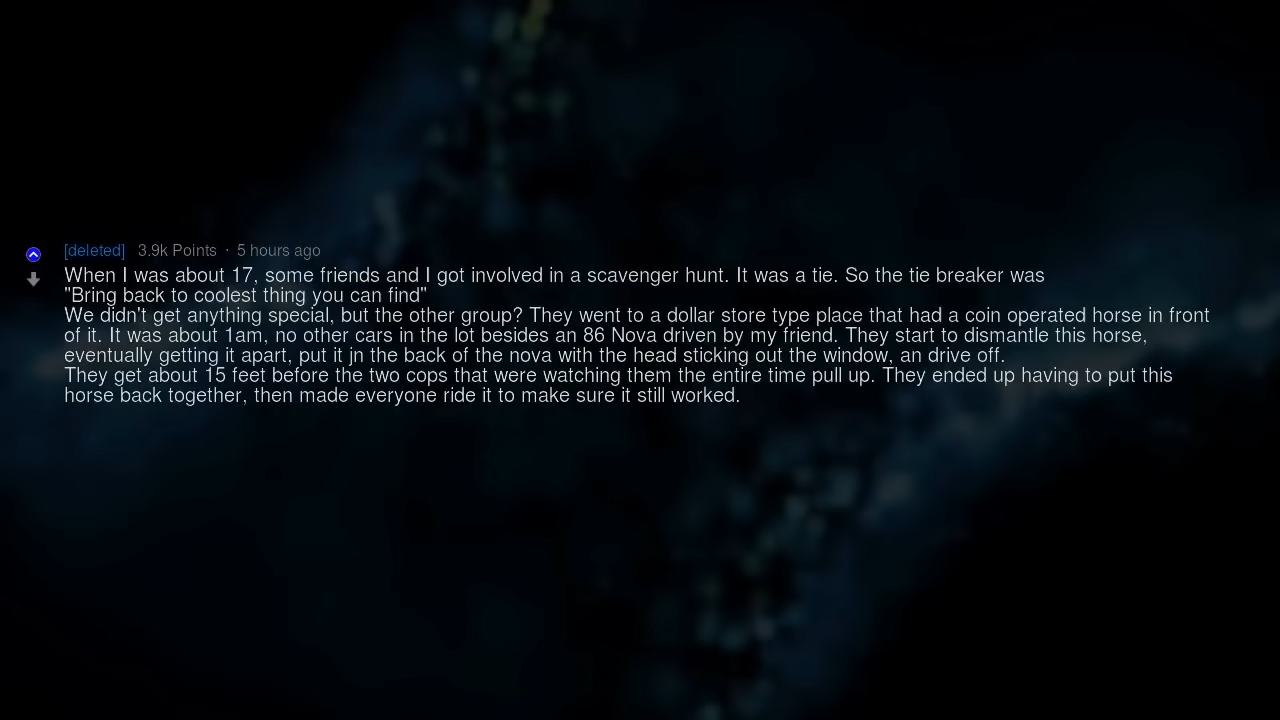 [deleted] 3.9k Points · 5 hours ago
When I was about 17, some friends and I got involved in a scavenger hunt. It was a tie. So the tie breaker was
"Bring back to coolest thing you can find"
We didn't get anything special, but the other group? They went to a dollar store type place that had a coin operated horse in front
of it. It was about 1am, no other cars in the lot besides an 86 Nova driven by my friend. They start to dismantle this horse,
eventually getting it apart, put it jn the back of the nova with the head sticking out the window, an drive off.
They get about 15 feet before the two cops that were watching them the entire time pull up. They ended up having to put this
horse back together, then made everyone ride it to make sure it still worked.